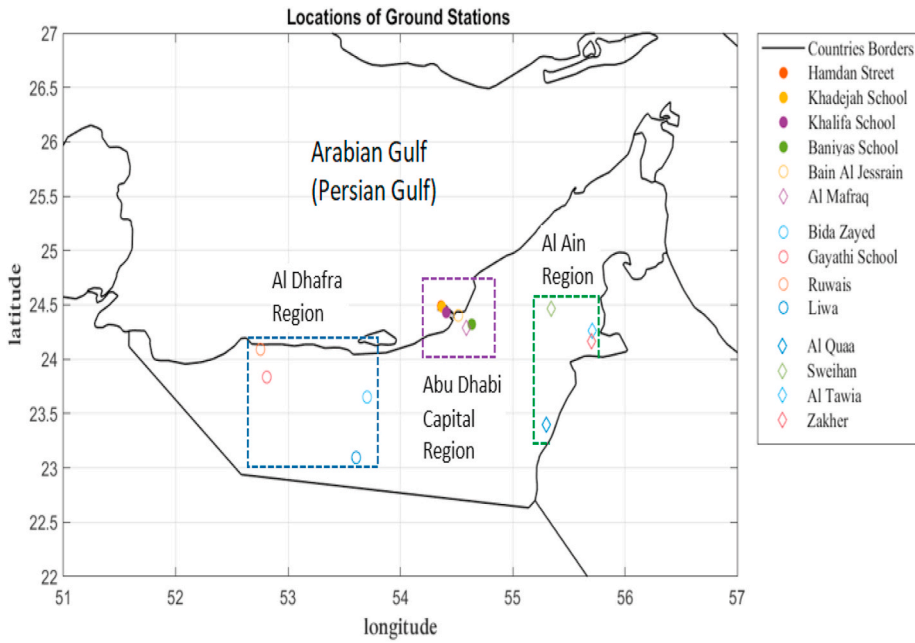 Locations of Ground Stations
27
26.5
26
25.5
25
24.5
24
23.5
23
22.5
22
latitude
51
52
53
54
55
56
57
longitude
Arabian Gulf
(Persian Gulf)
Al Dhafra
Region
Al Ain
Region
Abu Dhabi
Capital
Region
Countries Borders
Hamdan Street
Khadejah School
Khalifa School
Baniyas School
Bain Al Jessrain
Al Mafraq
Bida Zayed
Gayathi School
Ruwais
Liwa
Al Quaa
Sweihan
Al Tawia
Zakher